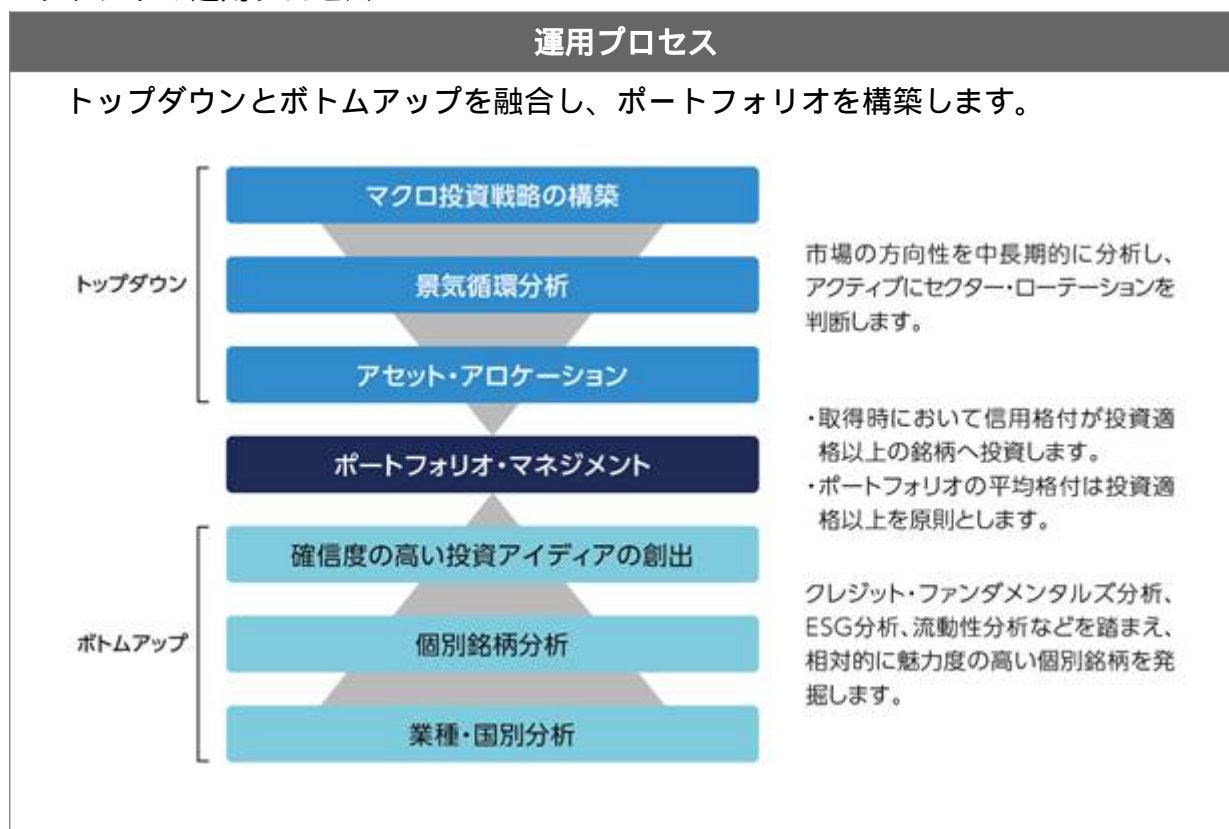 運用プロセス
トップダウンとボトムアップを融合し、ポートフォリオを構築します。
トップダウン
マクロ投資戦略の構築
景気循環分析
アセット・アロケーション
市場の方向性を中長期的に分析し、
アクティブにセクター・ローテーションを
判断します。
ポートフォリオ・マネジメント
・取得時において信用格付が投資適
格以上の銘柄へ投資します。
・ポートフォリオの平均格付は投資適
格以上を原則とします。
ボトムアップ
確信度の高い投資アイディアの創出
個別銘柄分析
業種・国別分析
クレジット・ファンダメンタルズ分析、
ESG分析、流動性分析などを踏まえ、
相対的に魅力度の高い個別銘柄を発
掘します。